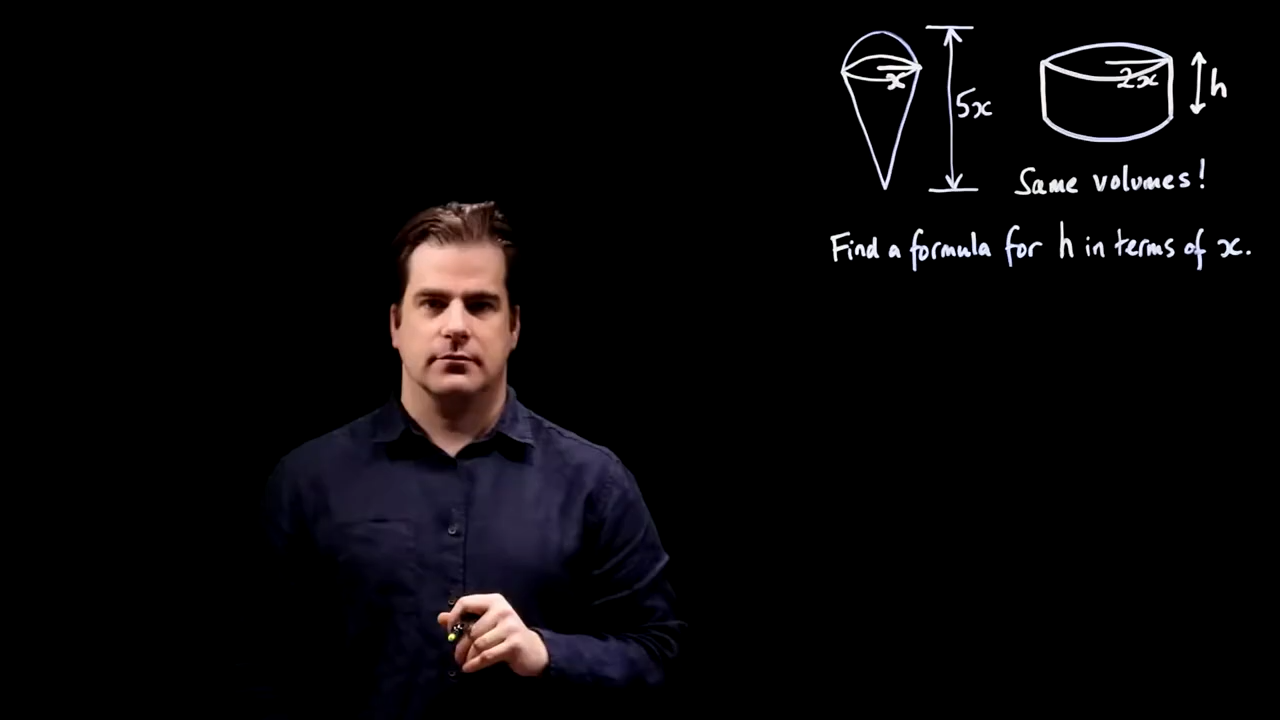 x
5x
2x
h
Same volumes!
Find a formula for h in terms of x.